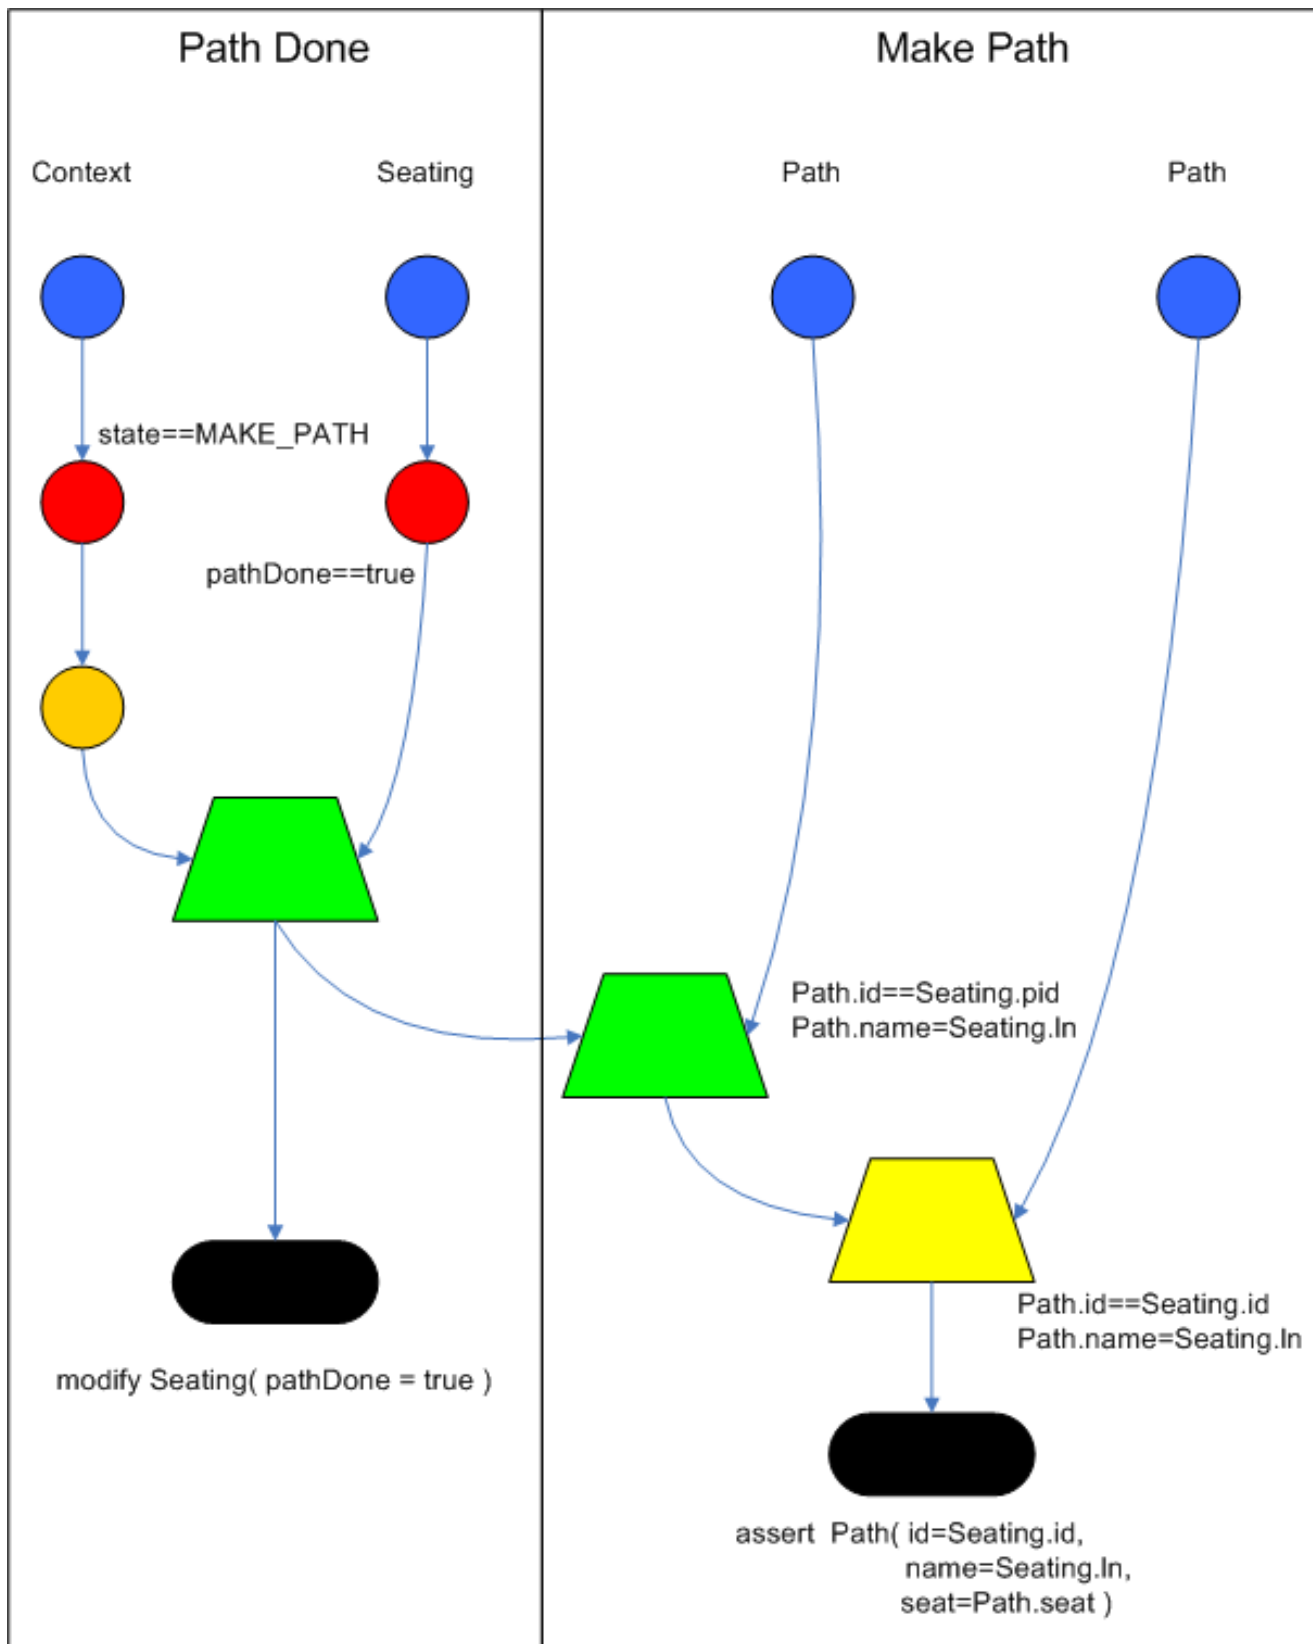 Path Done
Make Path
Context
Seating
Path
Path
state==MAKE_PATH
pathDone==true
Path.id==Seating.pid
Path.name=Seating.ln
Path.id==Seating.id
Path.name=Seating.ln
modify Seating( pathDone = true )
assert  Path( id=Seating.id,
name=Seating.ln,
seat=Path.seat )